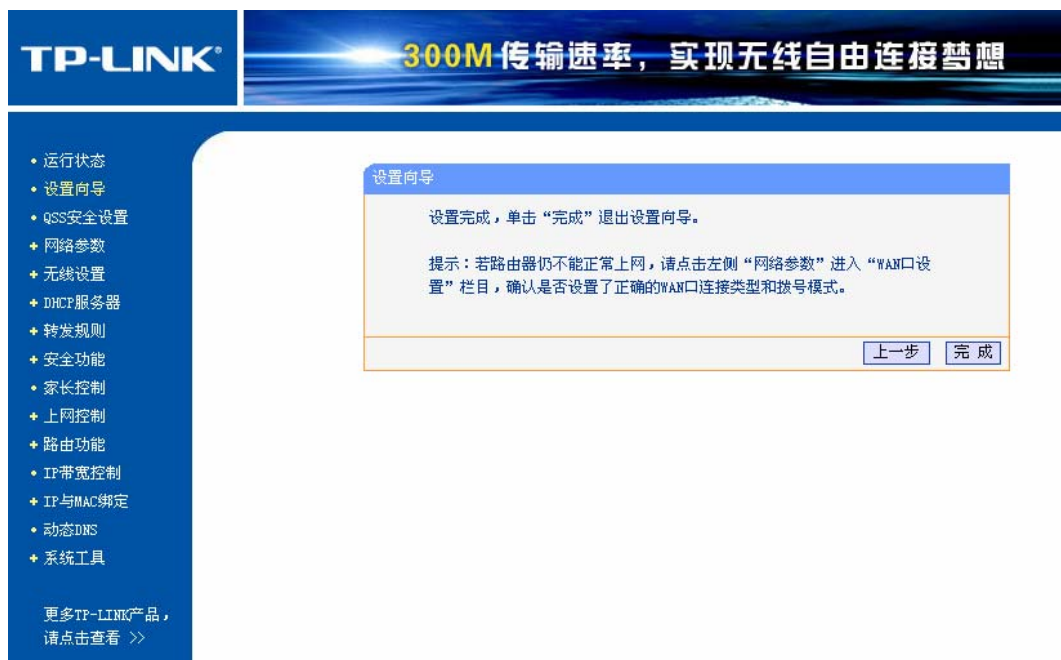 TP-LINK®
300M传输速率，实现无线自由连接梦想
• 运行状态
• 设置向导
• QSS安全设置
+ 网络参数
+ 无线设置
+ DHCP服务器
+ 转发规则
+ 安全功能
• 家长控制
+ 上网控制
+ 路由功能
• IP带宽控制
+ IP与MAC绑定
• 动态DNS
+ 系统工具
更多TP-LINK产品，
请点击查看 >>
设置向导
设置完成，单击“完成”退出设置向导。
提示：若路由器仍不能正常上网，请点击左侧“网络参数”进入“WAN口设
置”栏目，确认是否设置了正确的WAN口连接类型和拨号模式。
上一步 完 成